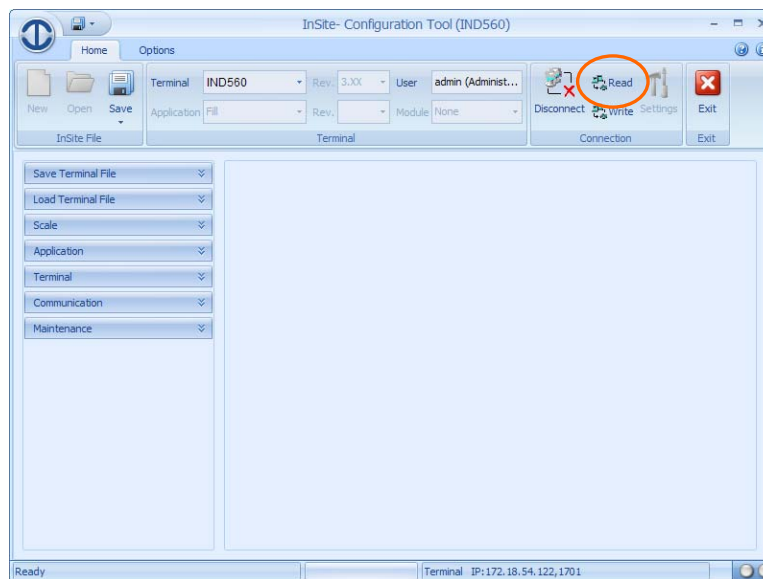 InSite- Configuration Tool (IND560)
Home Options
Terminal IND560 Rev. 3.XX User admin (Administ...
Application Fill Rev. Module None
New Open Save
Disconnect Read Write Settings
Exit
InSite File Terminal Connection Exit
Save Terminal File
Load Terminal File
Scale
Application
Terminal
Communication
Maintenance
Ready Terminal IP:172.18.54.122,1701